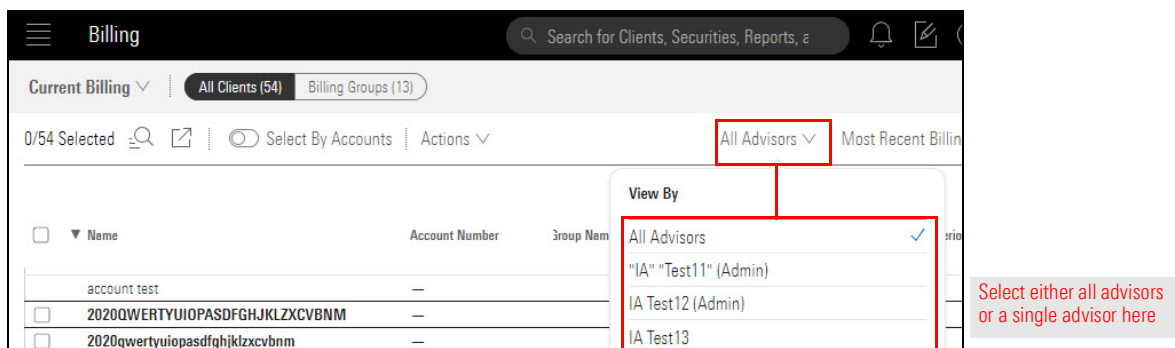 Billing
Search for Clients, Securities, Reports, a
Current Billing
All Clients (54)
Billing Groups (13)
0/54 Selected
Select By Accounts
Actions
All Advisors
Most Recent Billin
View By
Name
Account Number
Group Nam
All Advisors
"IA" "Test11" (Admin)
account test
—
2020QWERTYUIOPASDFGHJKLZXCVBNM
—
IA Test12 (Admin)
2020qwertyuiopasdfghjklzxcvbnm
—
IA Test13
Select either all advisors
or a single advisor here